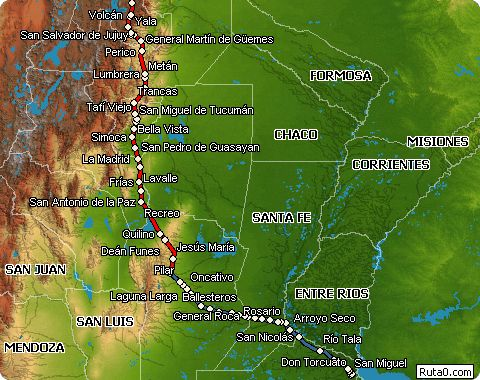 Volcán
Yala
San Salvador de Jujuy
General Martín de Güemes
Perico
Metán
Lumbrera
FORMOSA
Trancas
Tafí Viejo
San Miguel de Tucumán
Bella Vista
CHACO
MISIONES
Simoca
San Pedro de Guasayan
La Madrid
CORRIENTES
Frías
Lavalle
San Antonio de la Paz
Recreo
SANTA FE
Quilino
Jesús María
Deán Funes
SAN JUAN
Pilar
Oncativo
Laguna Larga
Ballesteros
ENTRE RIOS
SAN LUIS
General Roca
Rosario
Arroyo Seco
San Nicolás
Río Tala
MENDOZA
Don Torcuato
San Miguel
Ruta0.com